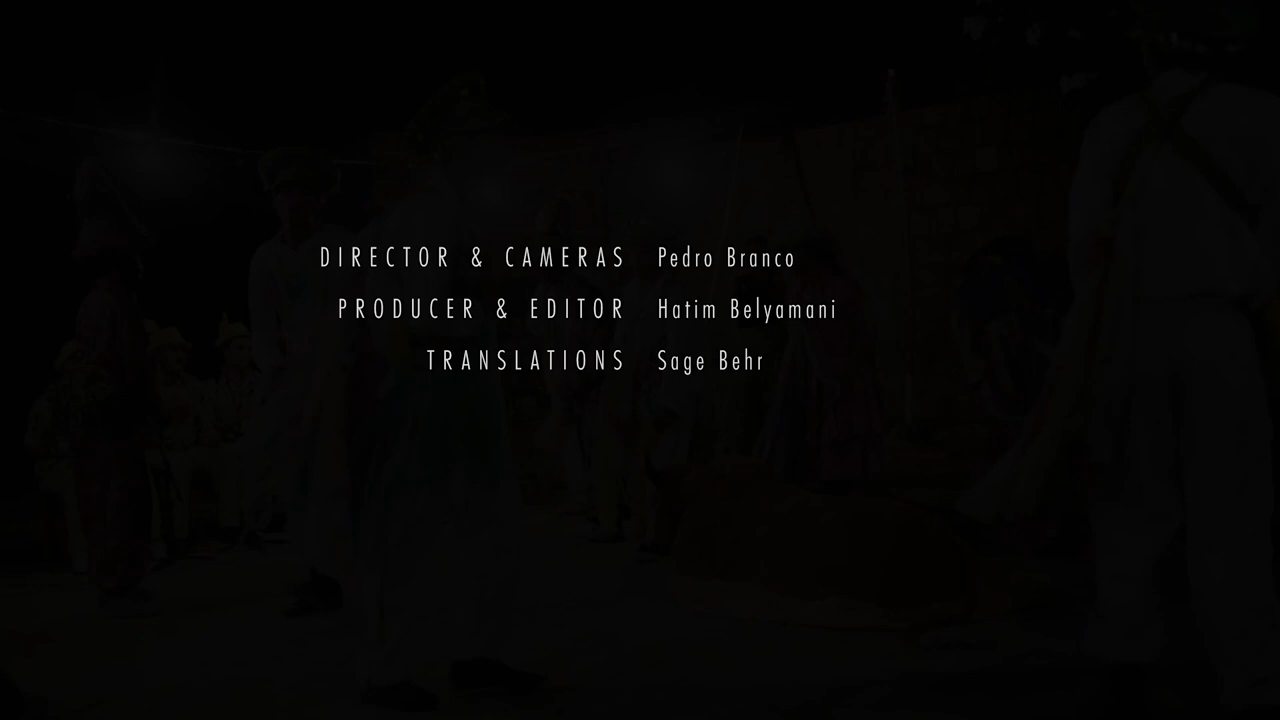 DIRECTOR & CAMERAS Pedro Branco
PRODUCER & EDITOR Hatim Belyamani
TRANSLATIONS Sage Behr